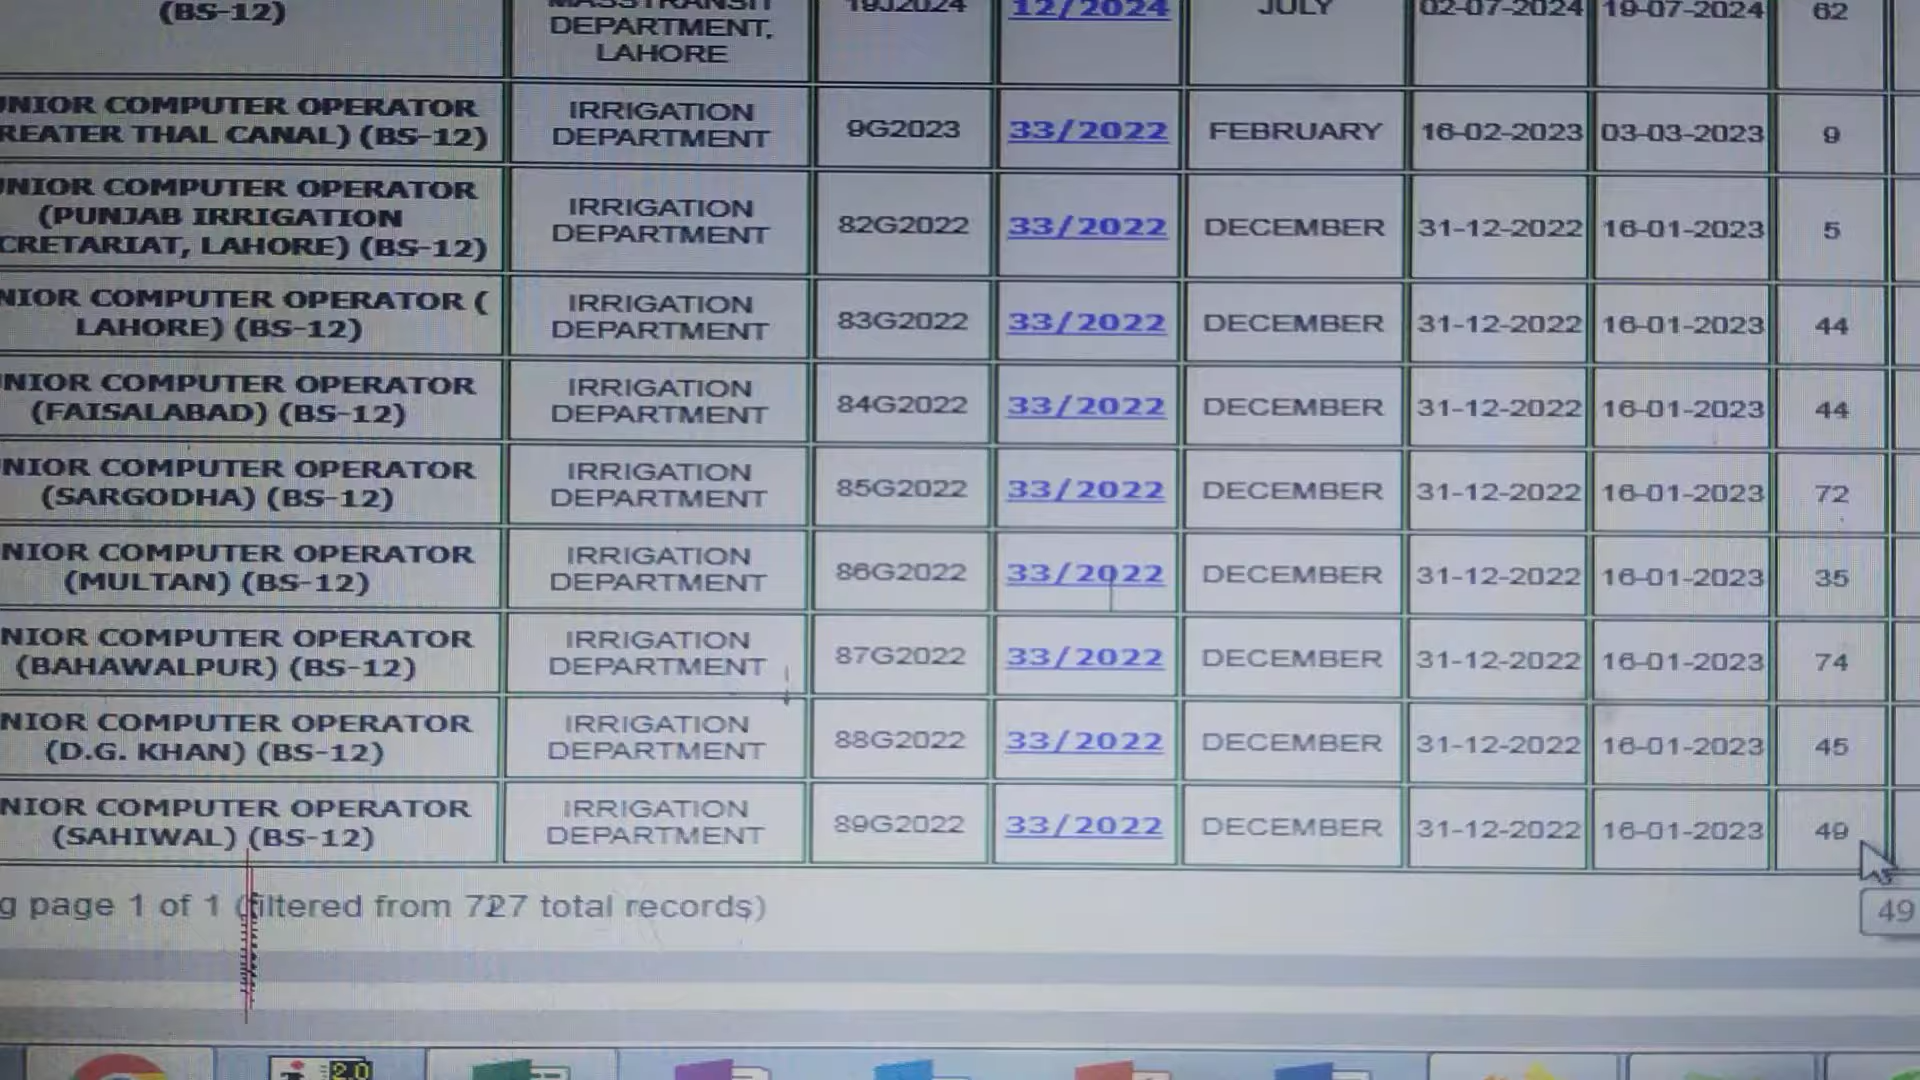 (BS-12)
MASSTRANSIT
DEPARTMENT,
LAHORE
19J2024
12/2024
JULY
02-07-2024
19-07-2024
62
UNIOR COMPUTER OPERATOR
REATER THAL CANAL) (BS-12)
IRRIGATION
DEPARTMENT
9G2023
33/2022
FEBRUARY
16-02-2023
03-03-2023
9
UNIOR COMPUTER OPERATOR
(PUNJAB IRRIGATION
CRETARIAT, LAHORE) (BS-12)
IRRIGATION
DEPARTMENT
82G2022
33/2022
DECEMBER
31-12-2022
16-01-2023
5
NIOR COMPUTER OPERATOR (
LAHORE) (BS-12)
IRRIGATION
DEPARTMENT
83G2022
33/2022
DECEMBER
31-12-2022
16-01-2023
44
NIOR COMPUTER OPERATOR
(FAISALABAD) (BS-12)
IRRIGATION
DEPARTMENT
84G2022
33/2022
DECEMBER
31-12-2022
16-01-2023
44
NIOR COMPUTER OPERATOR
(SARGODHA) (BS-12)
IRRIGATION
DEPARTMENT
85G2022
33/2022
DECEMBER
31-12-2022
16-01-2023
72
NIOR COMPUTER OPERATOR
(MULTAN) (BS-12)
IRRIGATION
DEPARTMENT
86G2022
33/2022
DECEMBER
31-12-2022
16-01-2023
35
NIOR COMPUTER OPERATOR
(BAHAWALPUR) (BS-12)
IRRIGATION
DEPARTMENT
87G2022
33/2022
DECEMBER
31-12-2022
16-01-2023
74
NIOR COMPUTER OPERATOR
(D.G. KHAN) (BS-12)
IRRIGATION
DEPARTMENT
88G2022
33/2022
DECEMBER
31-12-2022
16-01-2023
45
NIOR COMPUTER OPERATOR
(SAHIWAL) (BS-12)
IRRIGATION
DEPARTMENT
89G2022
33/2022
DECEMBER
31-12-2022
16-01-2023
49
g page 1 of 1 (filtered from 727 total records)
49
2.0